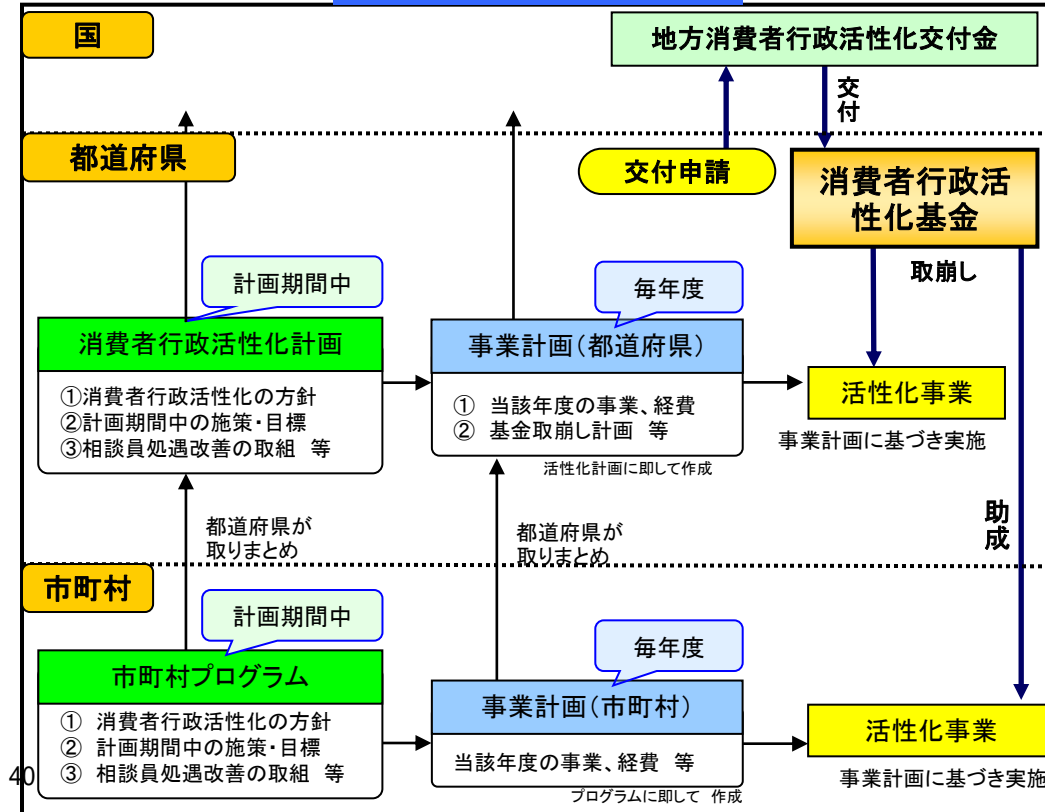 国
地方消費者行政活性化交付金
交付
都道府県
交付申請
消費者行政活
性化基金
取崩し
計画期間中
毎年度
消費者行政活性化計画
①消費者行政活性化の方針
②計画期間中の施策・目標
③相談員処遇改善の取組 等
事業計画(都道府県)
① 当該年度の事業、経費
② 基金取崩し計画 等
活性化計画に即して作成
活性化事業
事業計画に基づき実施
都道府県が
取りまとめ
都道府県が
取りまとめ
助成
市町村
計画期間中
毎年度
市町村プログラム
① 消費者行政活性化の方針
② 計画期間中の施策・目標
③ 相談員処遇改善の取組 等
事業計画(市町村)
当該年度の事業、経費 等
プログラムに即して 作成
活性化事業
事業計画に基づき実施
40